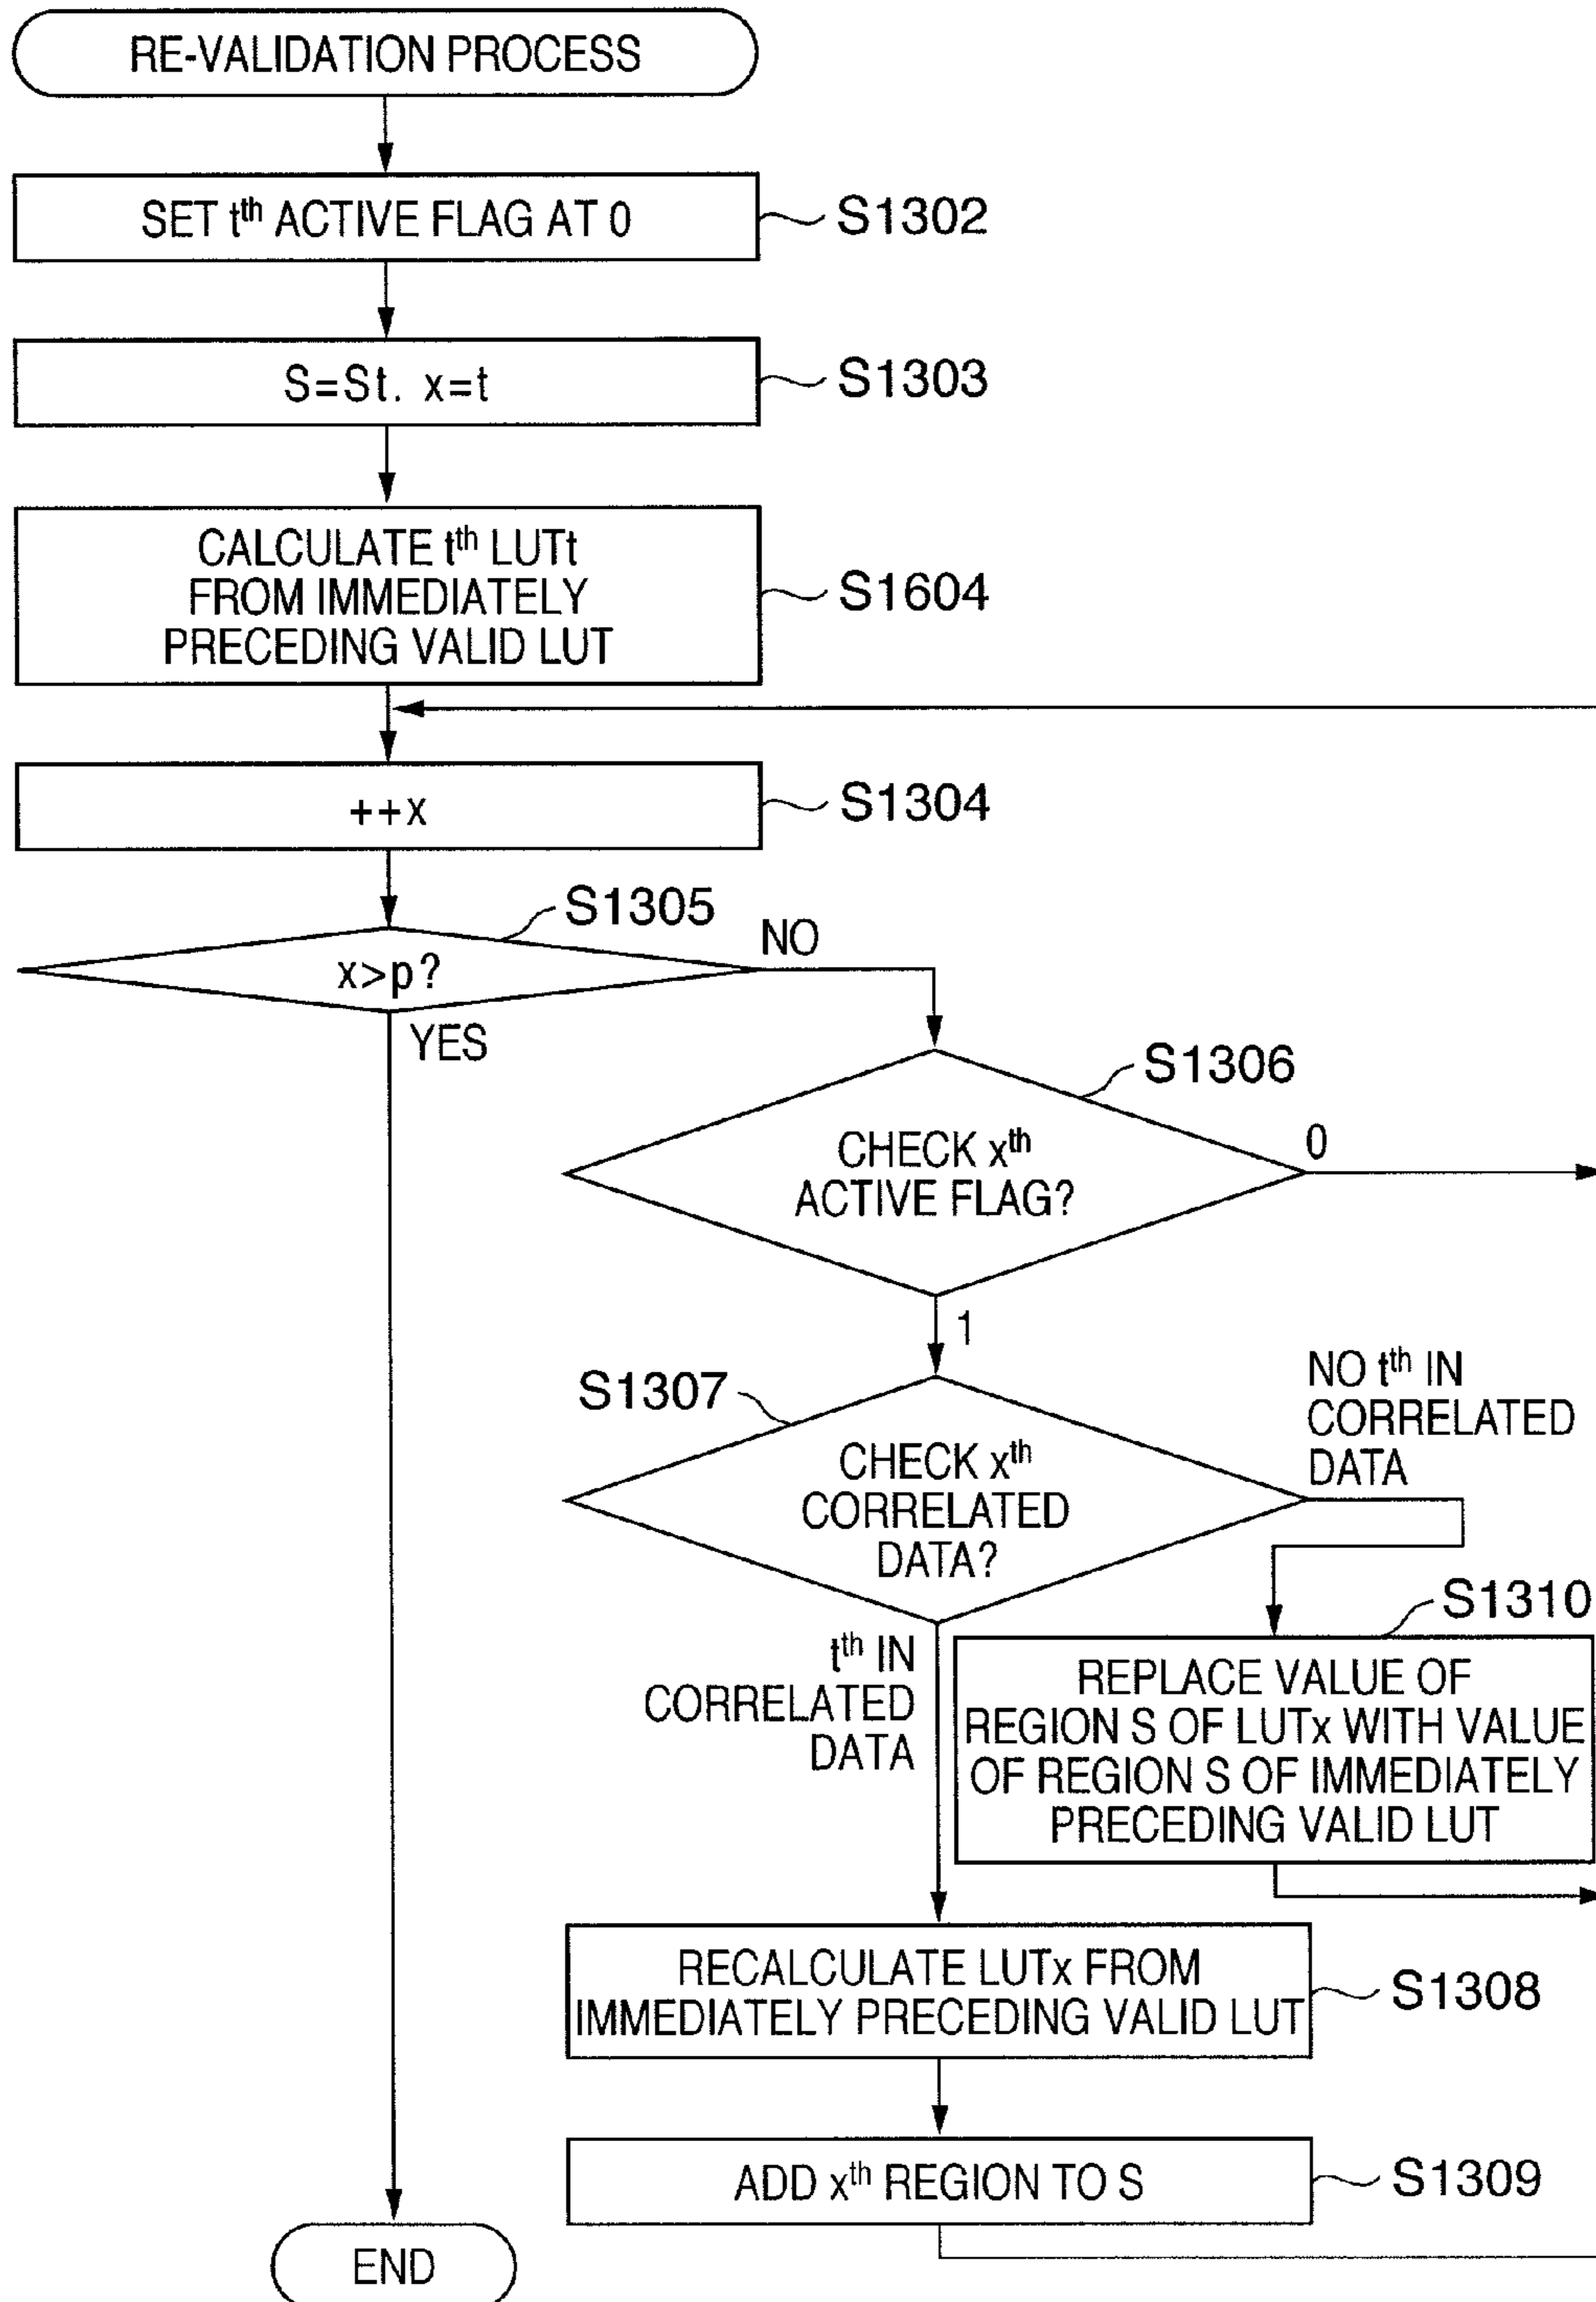 RE-VALIDATION PROCESS
SET tth ACTIVE FLAG AT 0
S1302
S=St. x=t
S1303
CALCULATE tth LUTt
FROM IMMEDIATELY
PRECEDING VALID LUT
S1604
++x
S1304
S1305
x>p?
NO
YES
S1306
CHECK xth
ACTIVE FLAG?
0
1
S1307
CHECK xth
CORRELATED
DATA?
NO tth IN
CORRELATED
DATA
tth IN
CORRELATED
DATA
S1310
REPLACE VALUE OF
REGION S OF LUTx WITH VALUE
OF REGION S OF IMMEDIATELY
PRECEDING VALID LUT
RECALCULATE LUTx FROM
IMMEDIATELY PRECEDING VALID LUT
S1308
ADD xth REGION TO S
S1309
END